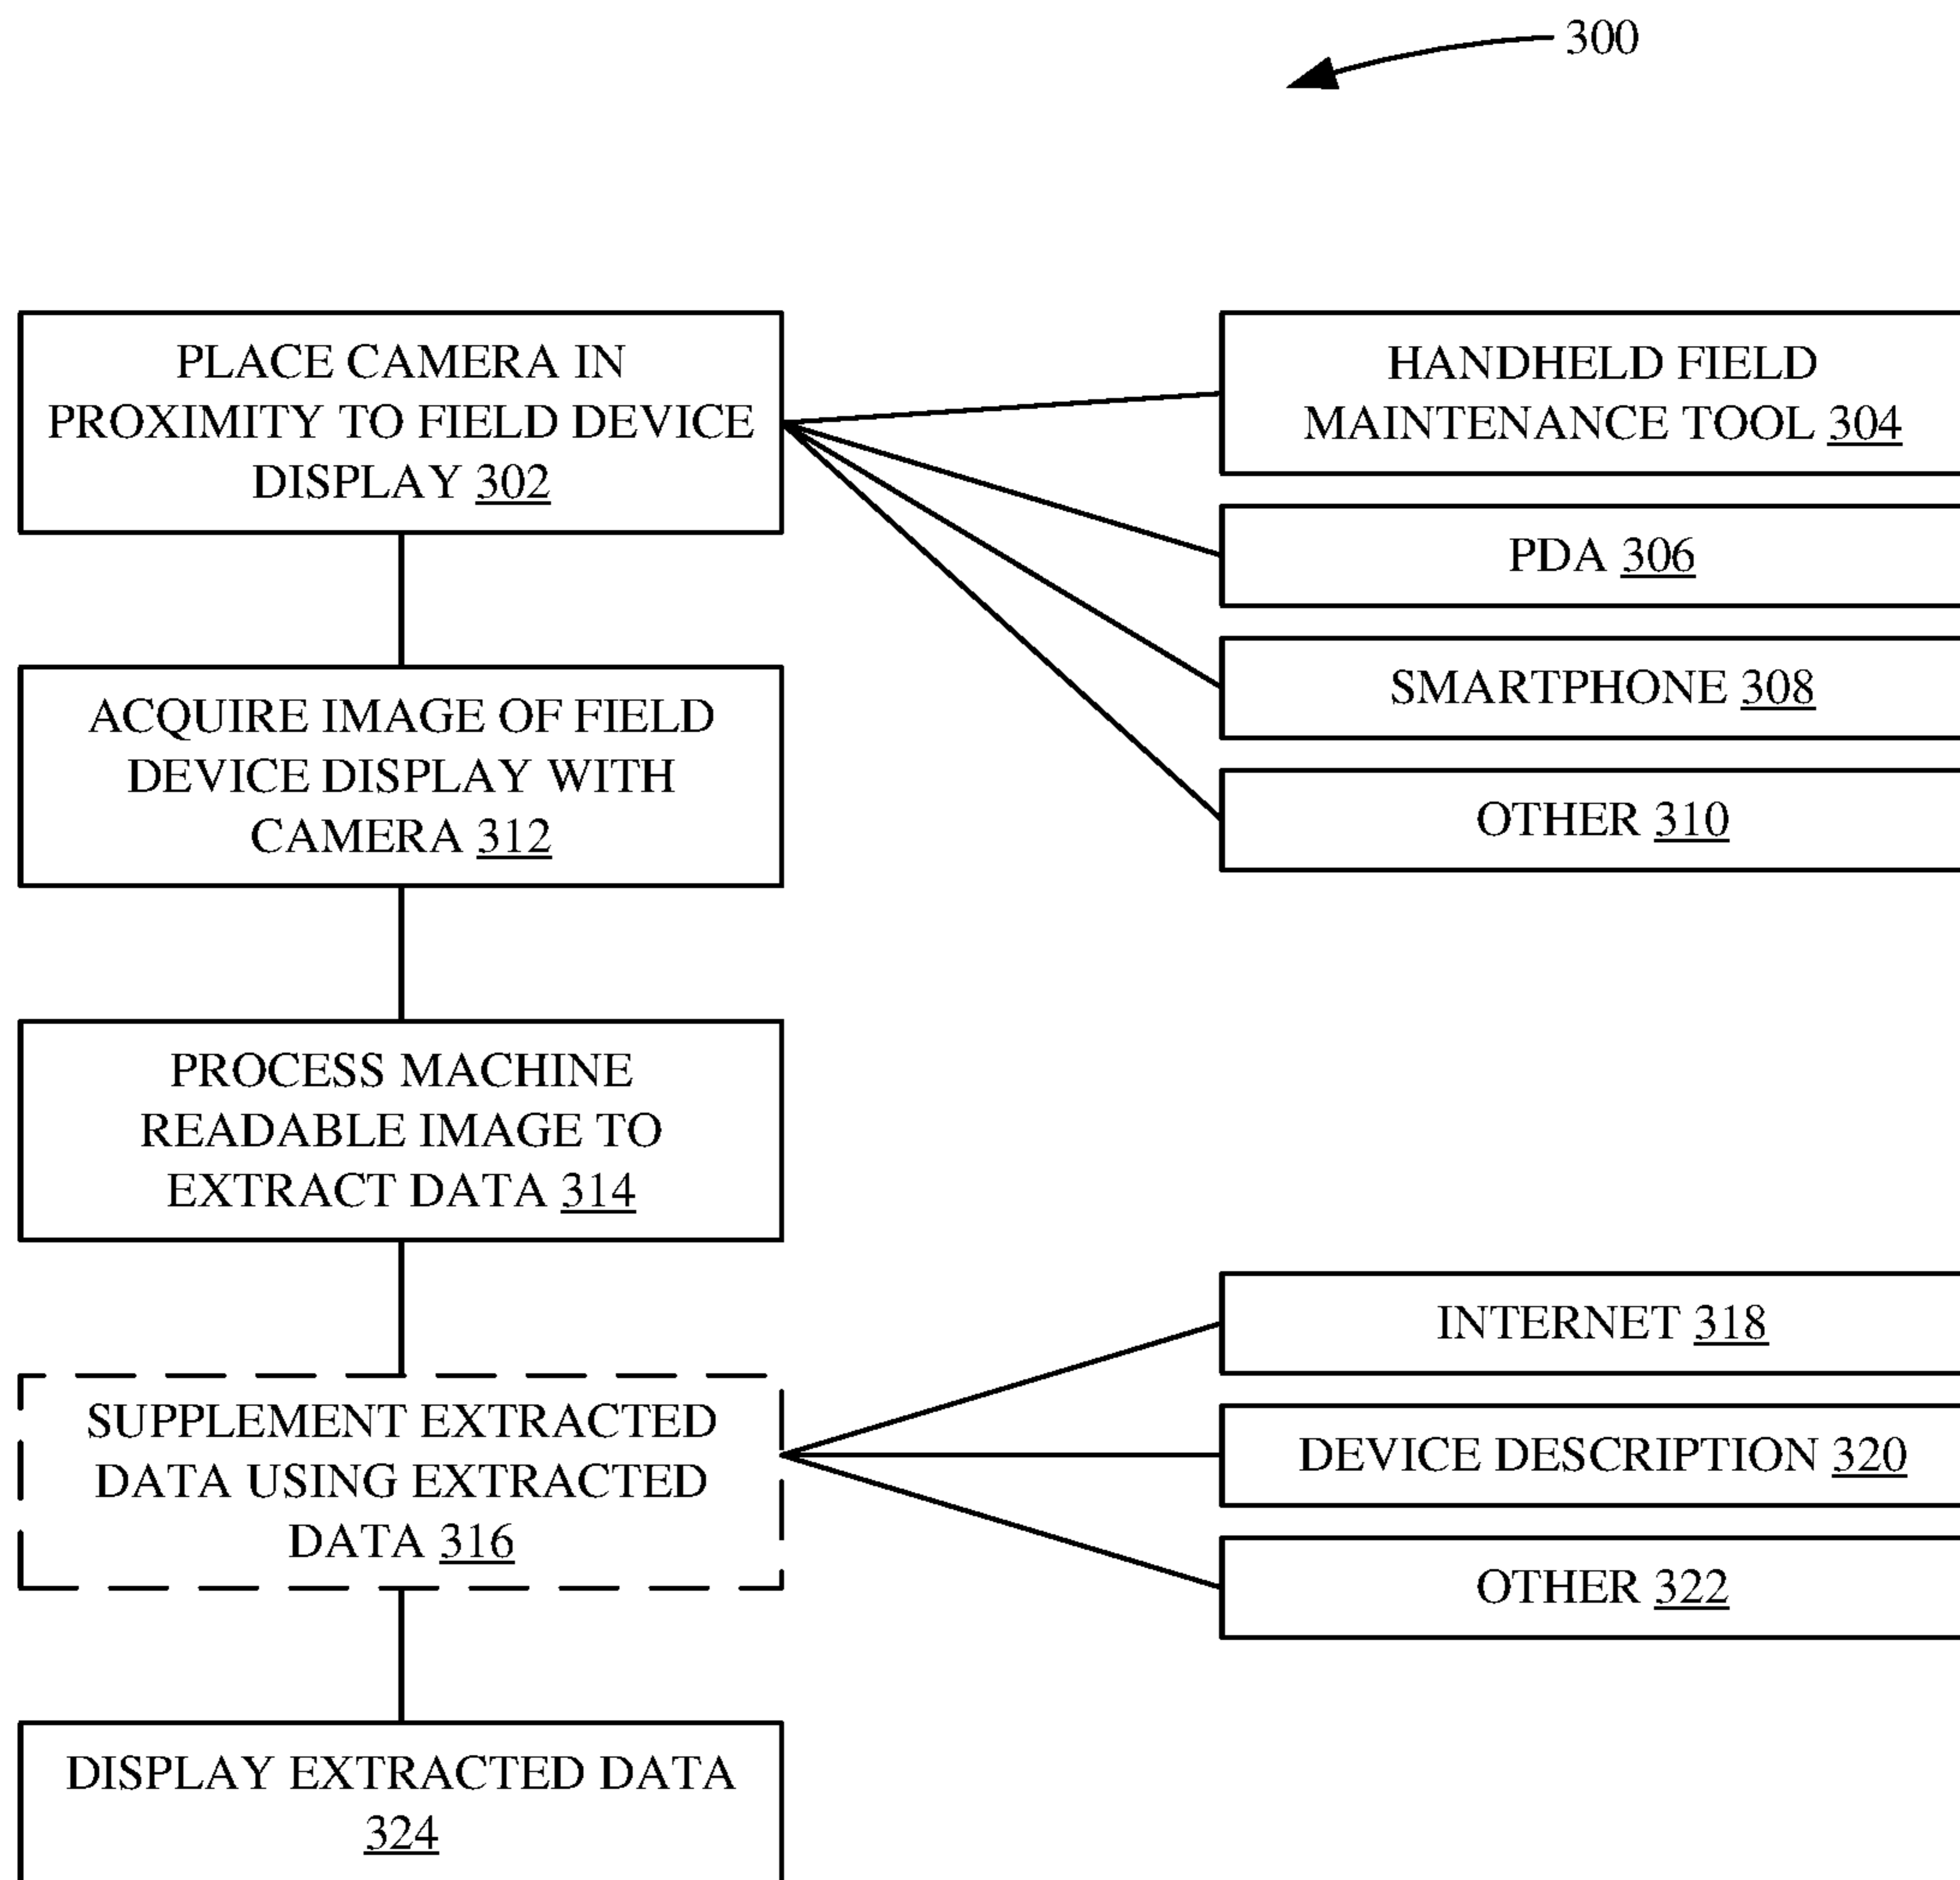 300
PLACE CAMERA IN
PROXIMITY TO FIELD DEVICE
DISPLAY 302
HANDHELD FIELD
MAINTENANCE TOOL 304
PDA 306
SMARTPHONE 308
OTHER 310
ACQUIRE IMAGE OF FIELD
DEVICE DISPLAY WITH
CAMERA 312
PROCESS MACHINE
READABLE IMAGE TO
EXTRACT DATA 314
SUPPLEMENT EXTRACTED
DATA USING EXTRACTED
DATA 316
INTERNET 318
DEVICE DESCRIPTION 320
OTHER 322
DISPLAY EXTRACTED DATA
324